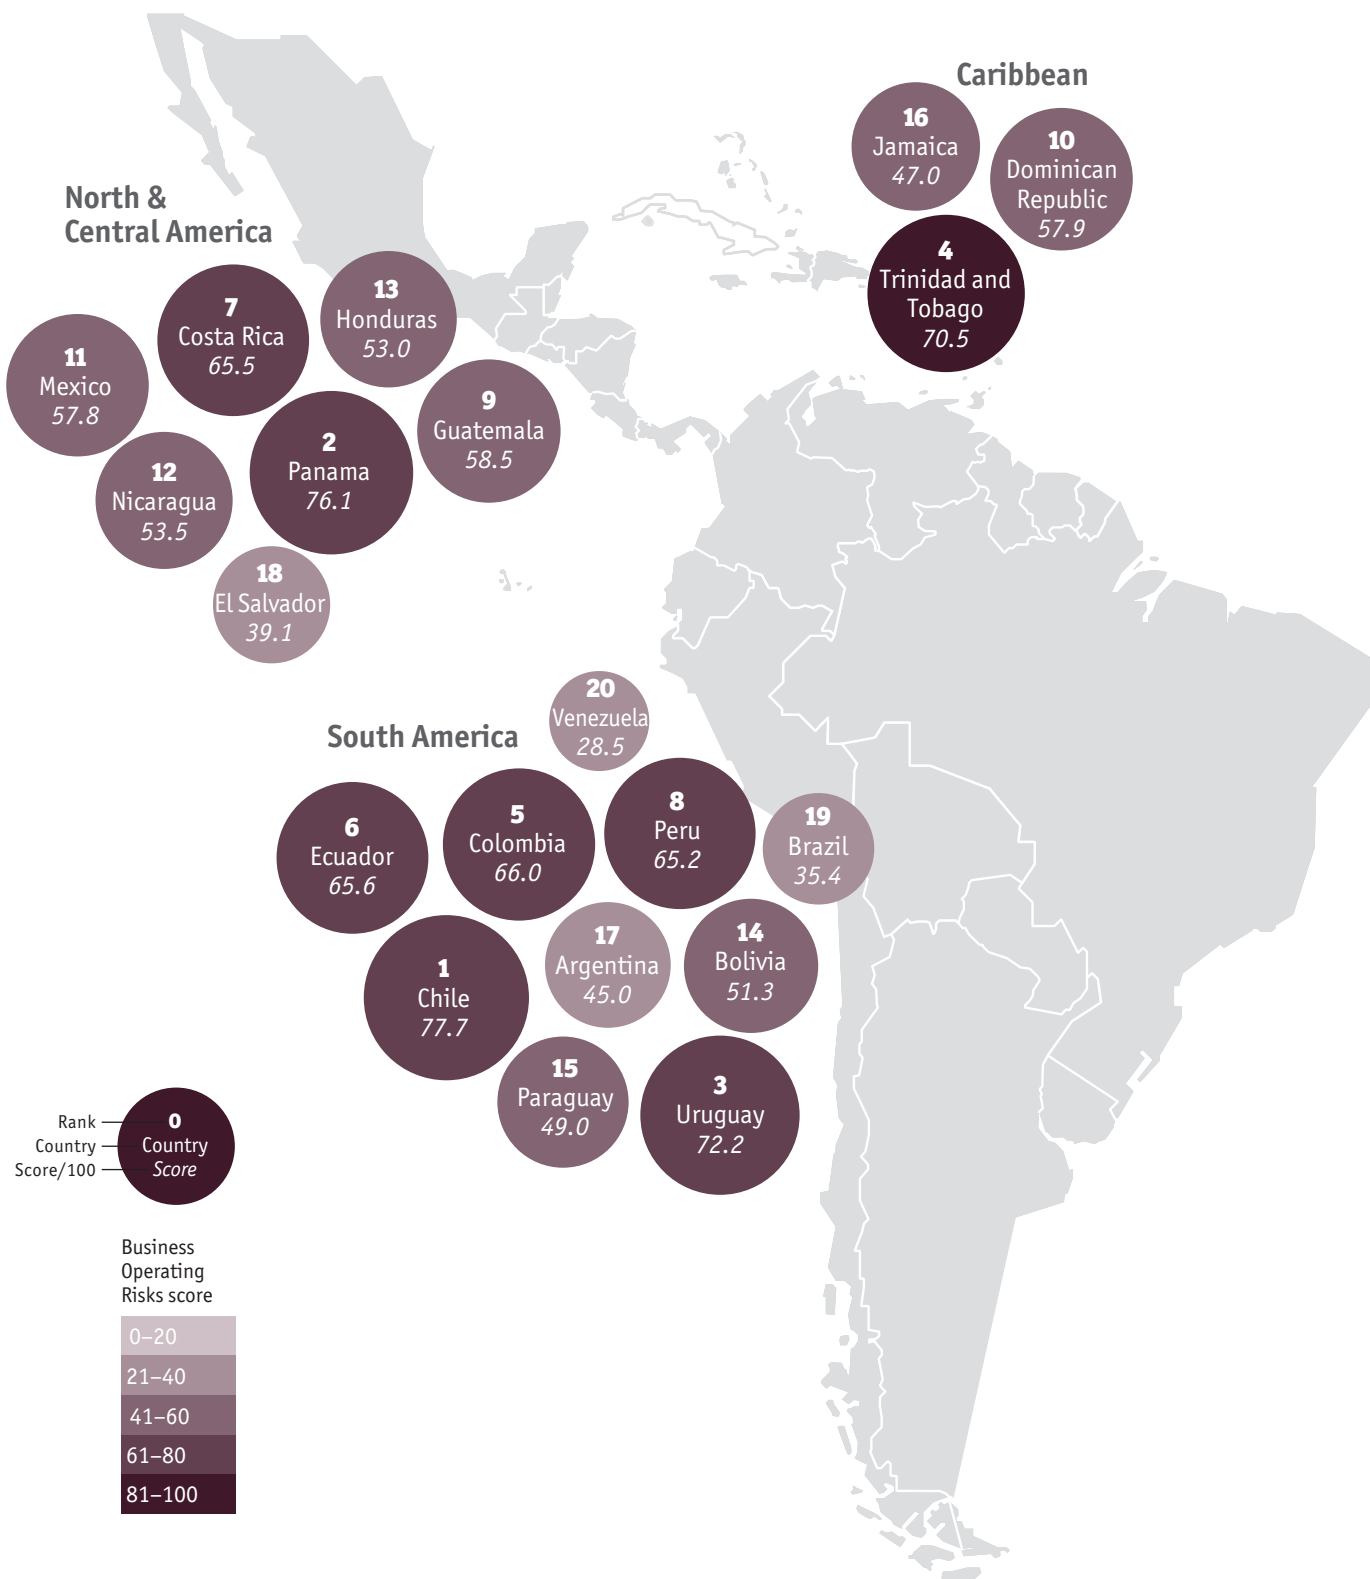 Caribbean
16
Jamaica
47.0
10
Dominican
Republic
57.9
4
Trinidad and
Tobago
70.5
North &
Central America
7
Costa Rica
65.5
13
Honduras
53.0
11
Mexico
57.8
9
Guatemala
58.5
2
Panama
76.1
12
Nicaragua
53.5
18
El Salvador
39.1
South America
20
Venezuela
28.5
6
Ecuador
65.6
5
Colombia
66.0
8
Peru
65.2
19
Brazil
35.4
1
Chile
77.7
17
Argentina
45.0
14
Bolivia
51.3
15
Paraguay
49.0
3
Uruguay
72.2
Rank
Country
Score/100
0
Country
Score
Business
Operating
Risks score
0–20
21–40
41–60
61–80
81–100